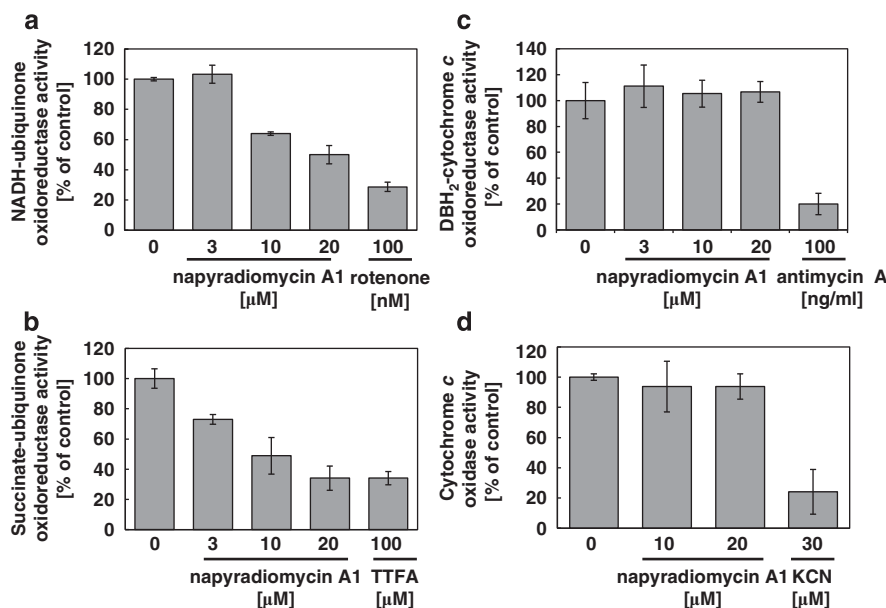 a
NADH-ubiquinone
oxidoreductase activity
[% of control]
120
100
80
60
40
20
0
0 3 10 20 100
napyradiomycin A1 rotenone
[μM] [nM]
b
Succinate-ubiquinone
oxidoreductase activity
[% of control]
120
100
80
60
40
20
0
0 3 10 20 100
napyradiomycin A1 TTFA
[μM] [μM]
c
DBH2-cytochrome c
oxidoreductase activity
[% of control]
140
120
100
80
60
40
20
0
0 3 10 20 100
napyradiomycin A1 antimycin A
[μM] [ng/ml]
d
Cytochrome c
oxidase activity
[% of control]
120
100
80
60
40
20
0
0 10 20 30
napyradiomycin A1 KCN
[μM] [μM]